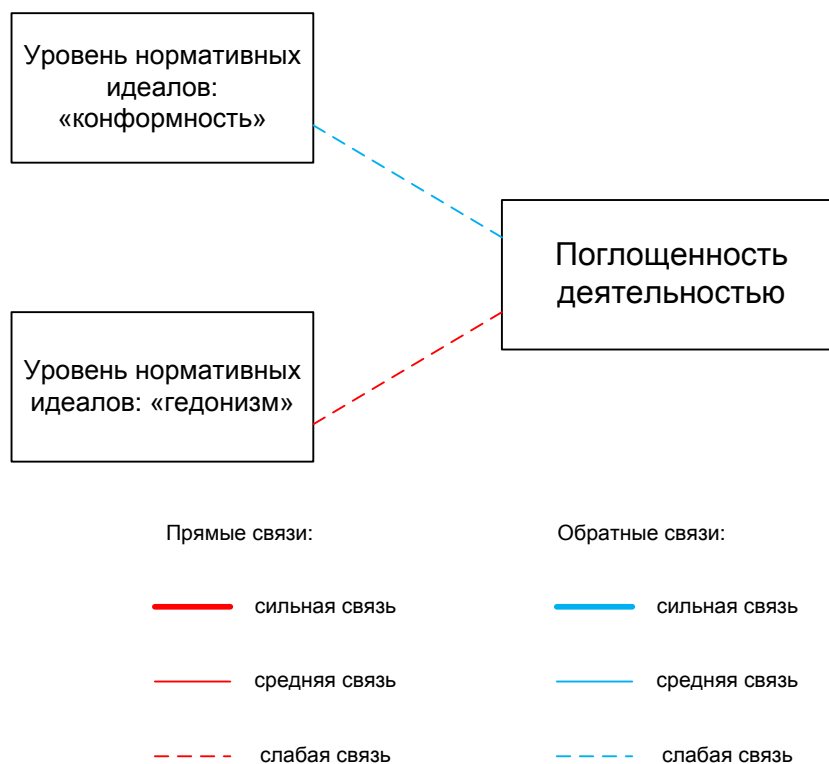 Уровень нормативных
идеалов:
«конформность»
Поглощенность
деятельностью
Уровень нормативных
идеалов: «гедонизм»
Прямые связи:
Обратные связи:
сильная связь
сильная связь
средняя связь
средняя связь
слабая связь
слабая связь